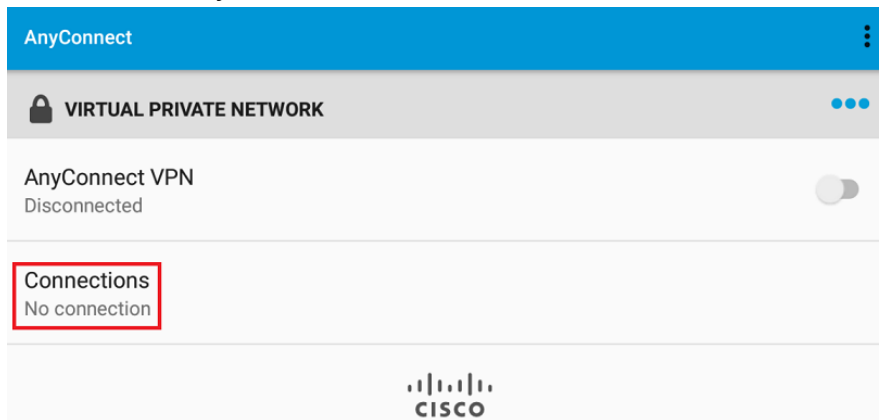 AnyConnect
VIRTUAL PRIVATE NETWORK
AnyConnect VPN
Disconnected
Connections
No connection
CISCO